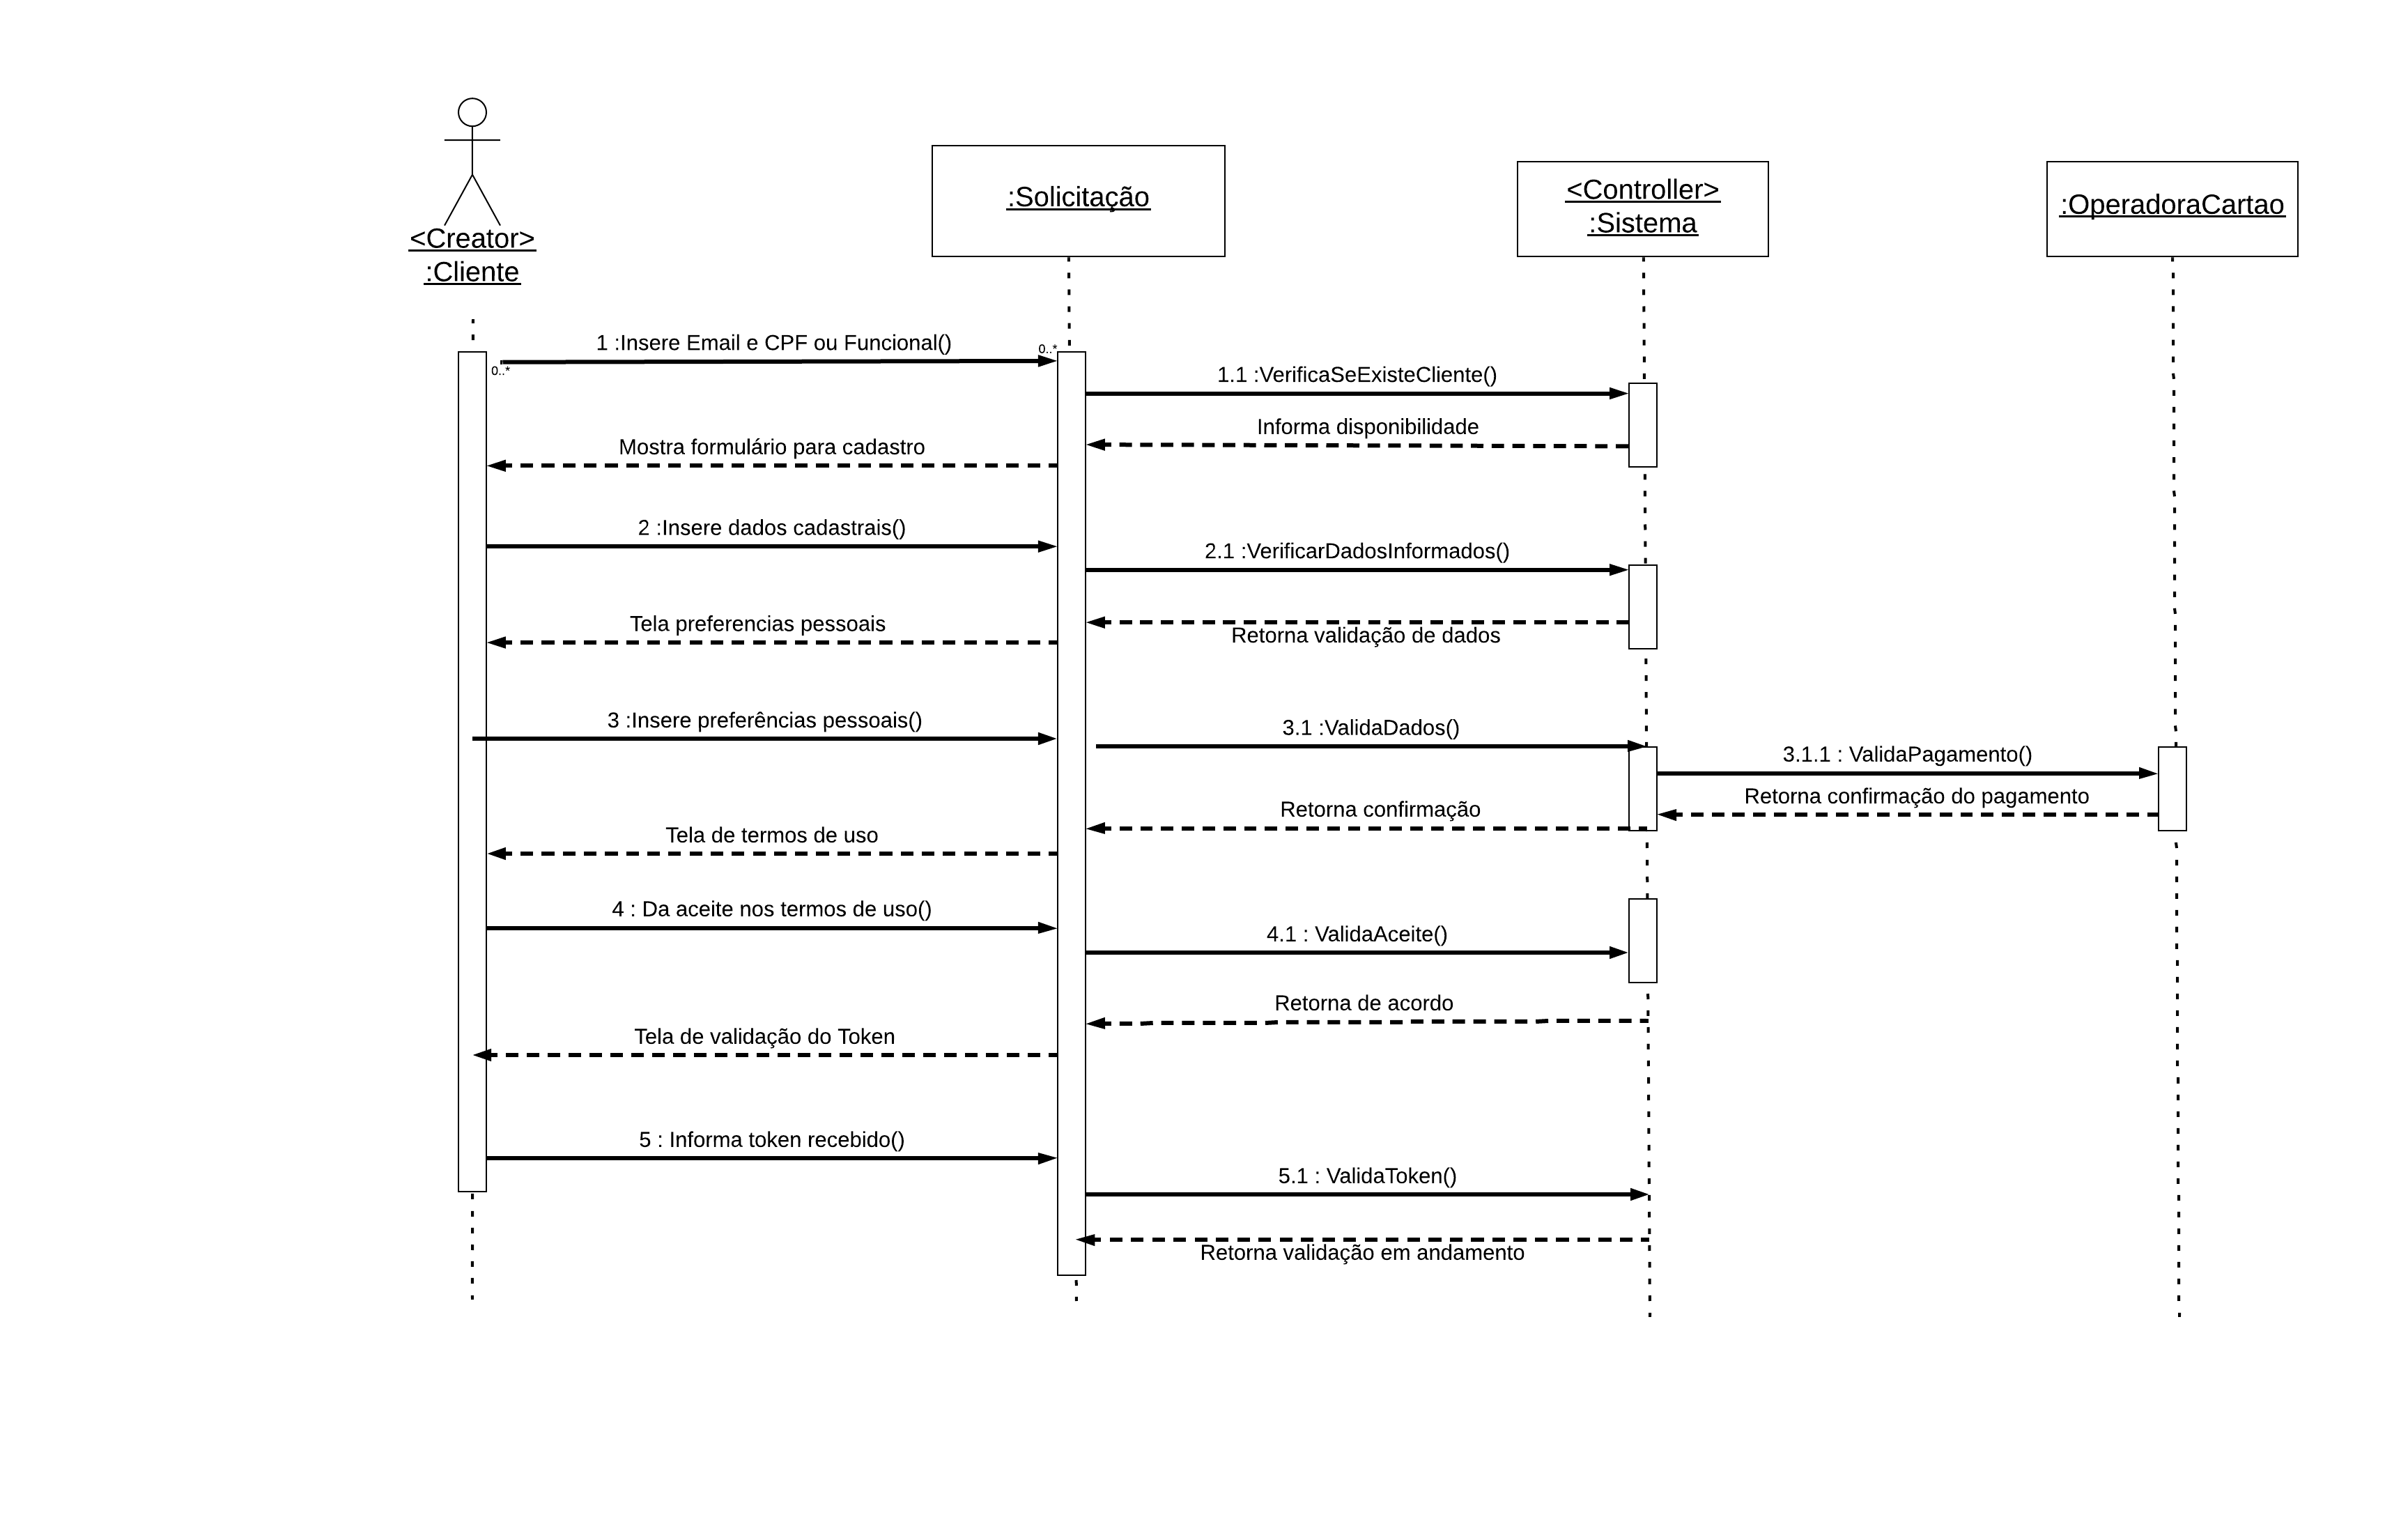 <Creator>
:Cliente
:Solicitação
<Controller>
:Sistema
:OperadoraCartao
1 :Insere Email e CPF ou Funcional()
0..*
0..*
1.1 :VerificaSeExisteCliente()
Informa disponibilidade
Mostra formulário para cadastro
2 :Insere dados cadastrais()
2.1 :VerificarDadosInformados()
Tela preferencias pessoais
Retorna validação de dados
3 :Insere preferências pessoais()
3.1 :ValidaDados()
3.1.1 : ValidaPagamento()
Retorna confirmação do pagamento
Retorna confirmação
Tela de termos de uso
4 : Da aceite nos termos de uso()
4.1 : ValidaAceite()
Retorna de acordo
Tela de validação do Token
5 : Informa token recebido()
5.1 : ValidaToken()
Retorna validação em andamento